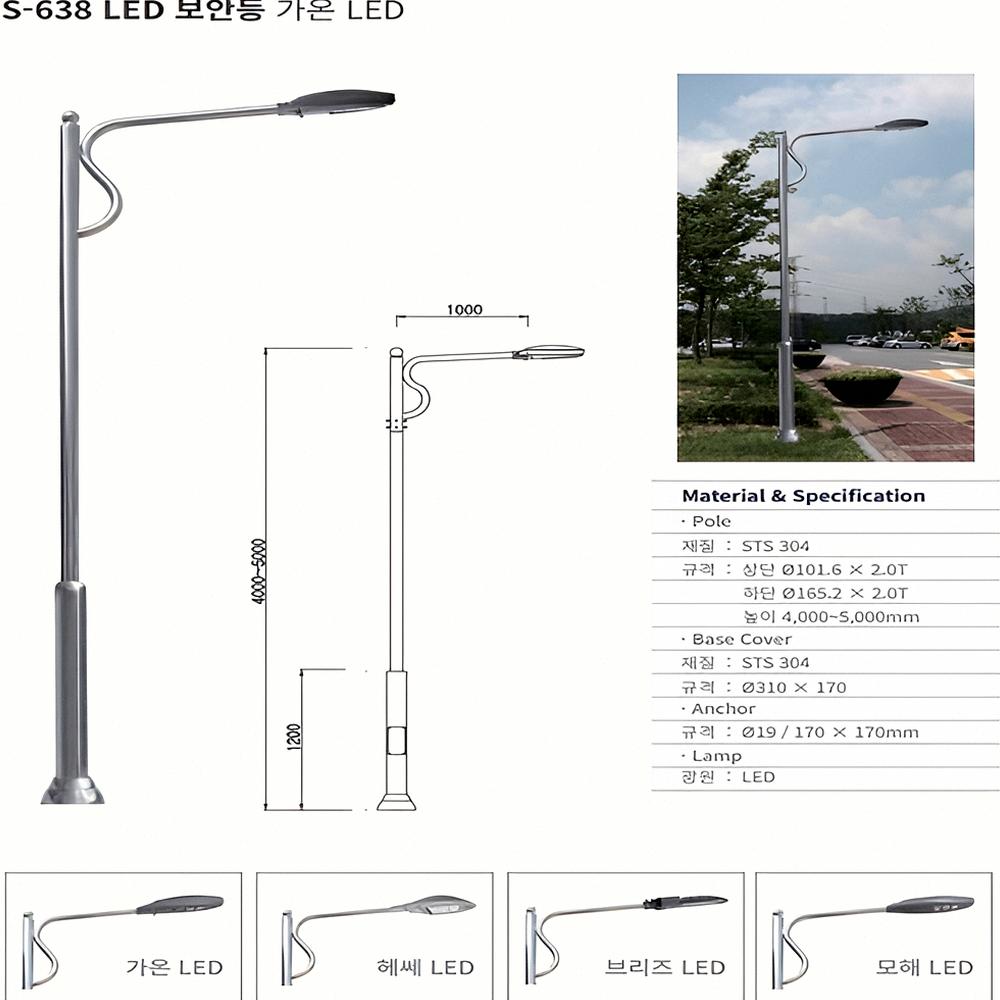 S-638 LED 보안등 가온 LED
1000
4000~5000
1200
Material & Specification
· Pole
재질 : STS 304
규격 : 상단 Ø101.6 × 2.0T
하단 Ø165.2 × 2.0T
높이 4,000~5,000mm
· Base Cover
재질 : STS 304
규격 : Ø310 × 170
· Anchor
규격 : Ø19 / 170 × 170mm
· Lamp
광원 : LED
가온 LED
헤쎄 LED
브리즈 LED
모해 LED